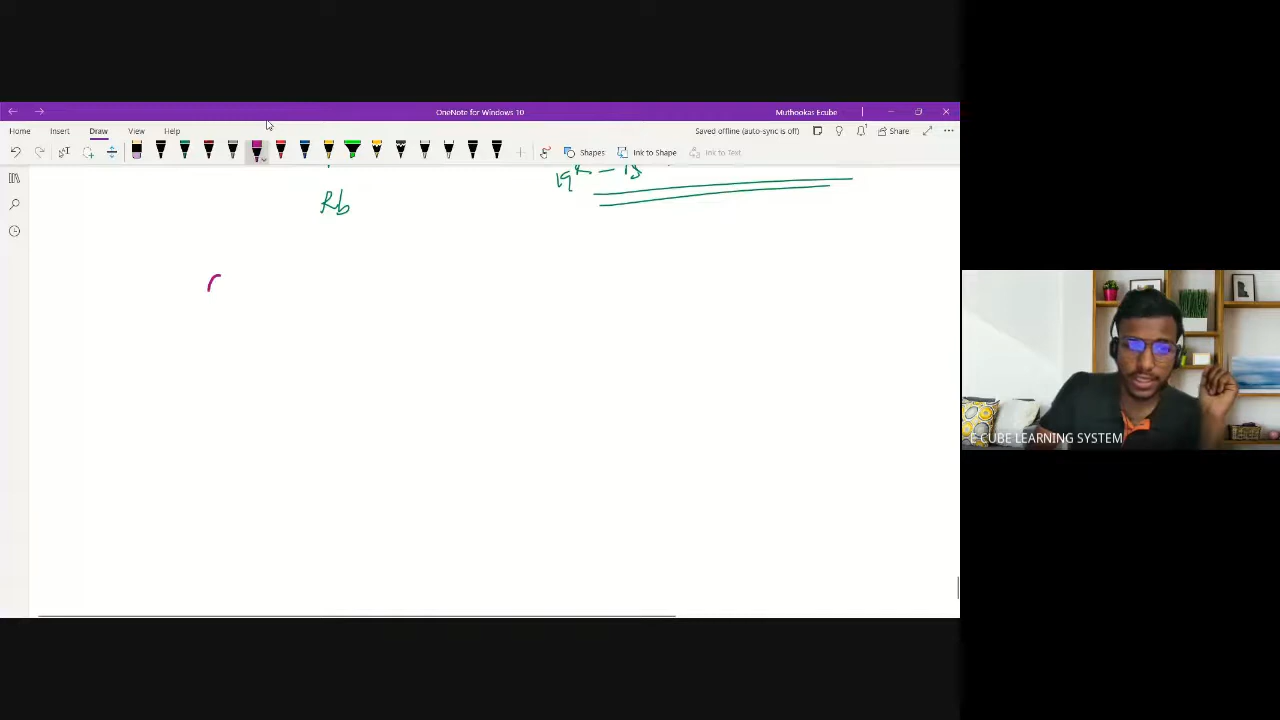 OneNote for Windows 10
Muthookas Ecube
Home Insert Draw View Help
Saved offline (auto-sync is off)
Share
Shapes
Ink to Shape
Ink to Text
Rb
E CUBE LEARNING SYSTEM